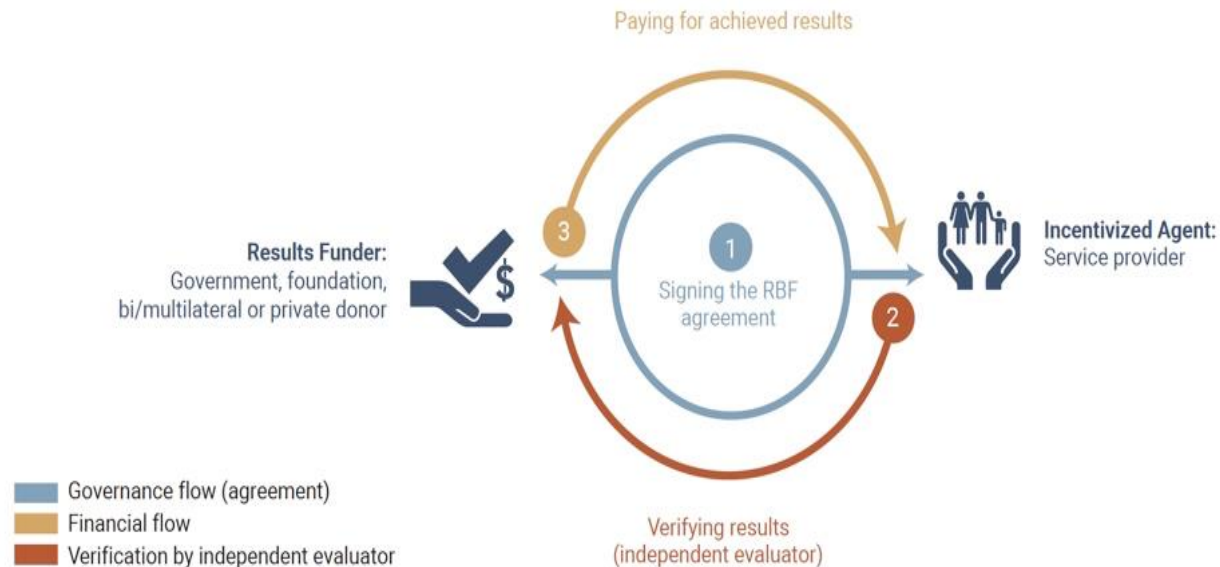 Paying for achieved results
3
Results Funder:
Government, foundation,
bi/multilateral or private donor
$
1
Signing the RBF
agreement
Incentivized Agent:
Service provider
2
Governance flow (agreement)
Financial flow
Verification by independent evaluator
Verifying results
(independent evaluator)